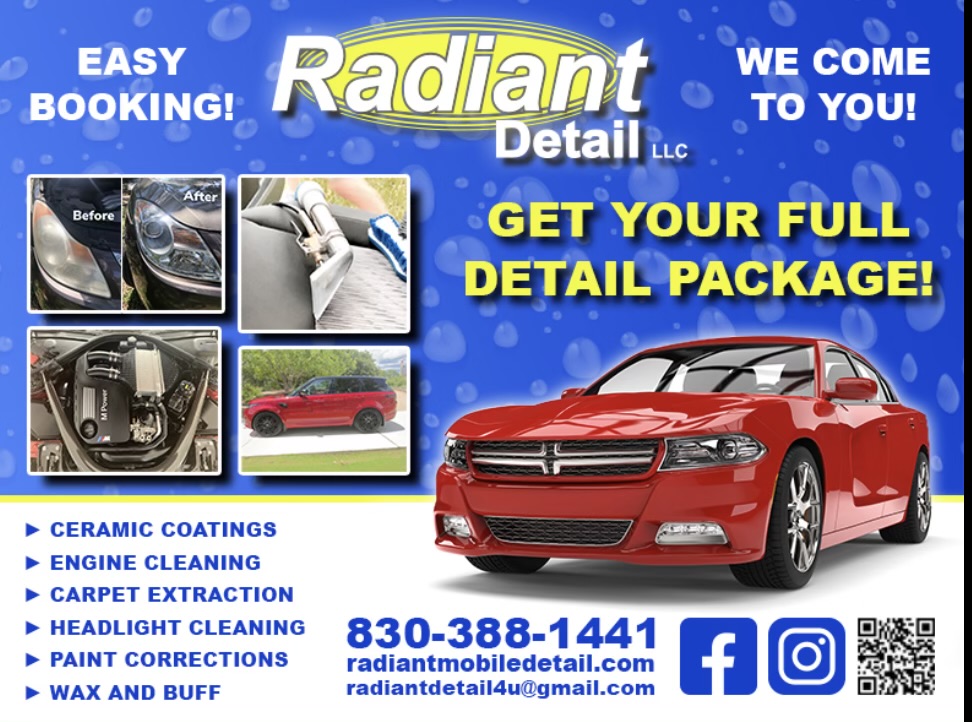 EASY
BOOKING!
Radiant
Detail LLC
WE COME
TO YOU!
Before
After
GET YOUR FULL
DETAIL PACKAGE!
M Power
► CERAMIC COATINGS
► ENGINE CLEANING
► CARPET EXTRACTION
► HEADLIGHT CLEANING
► PAINT CORRECTIONS
► WAX AND BUFF
830-388-1441
radiantmobiledetail.com
radiantdetail4u@gmail.com